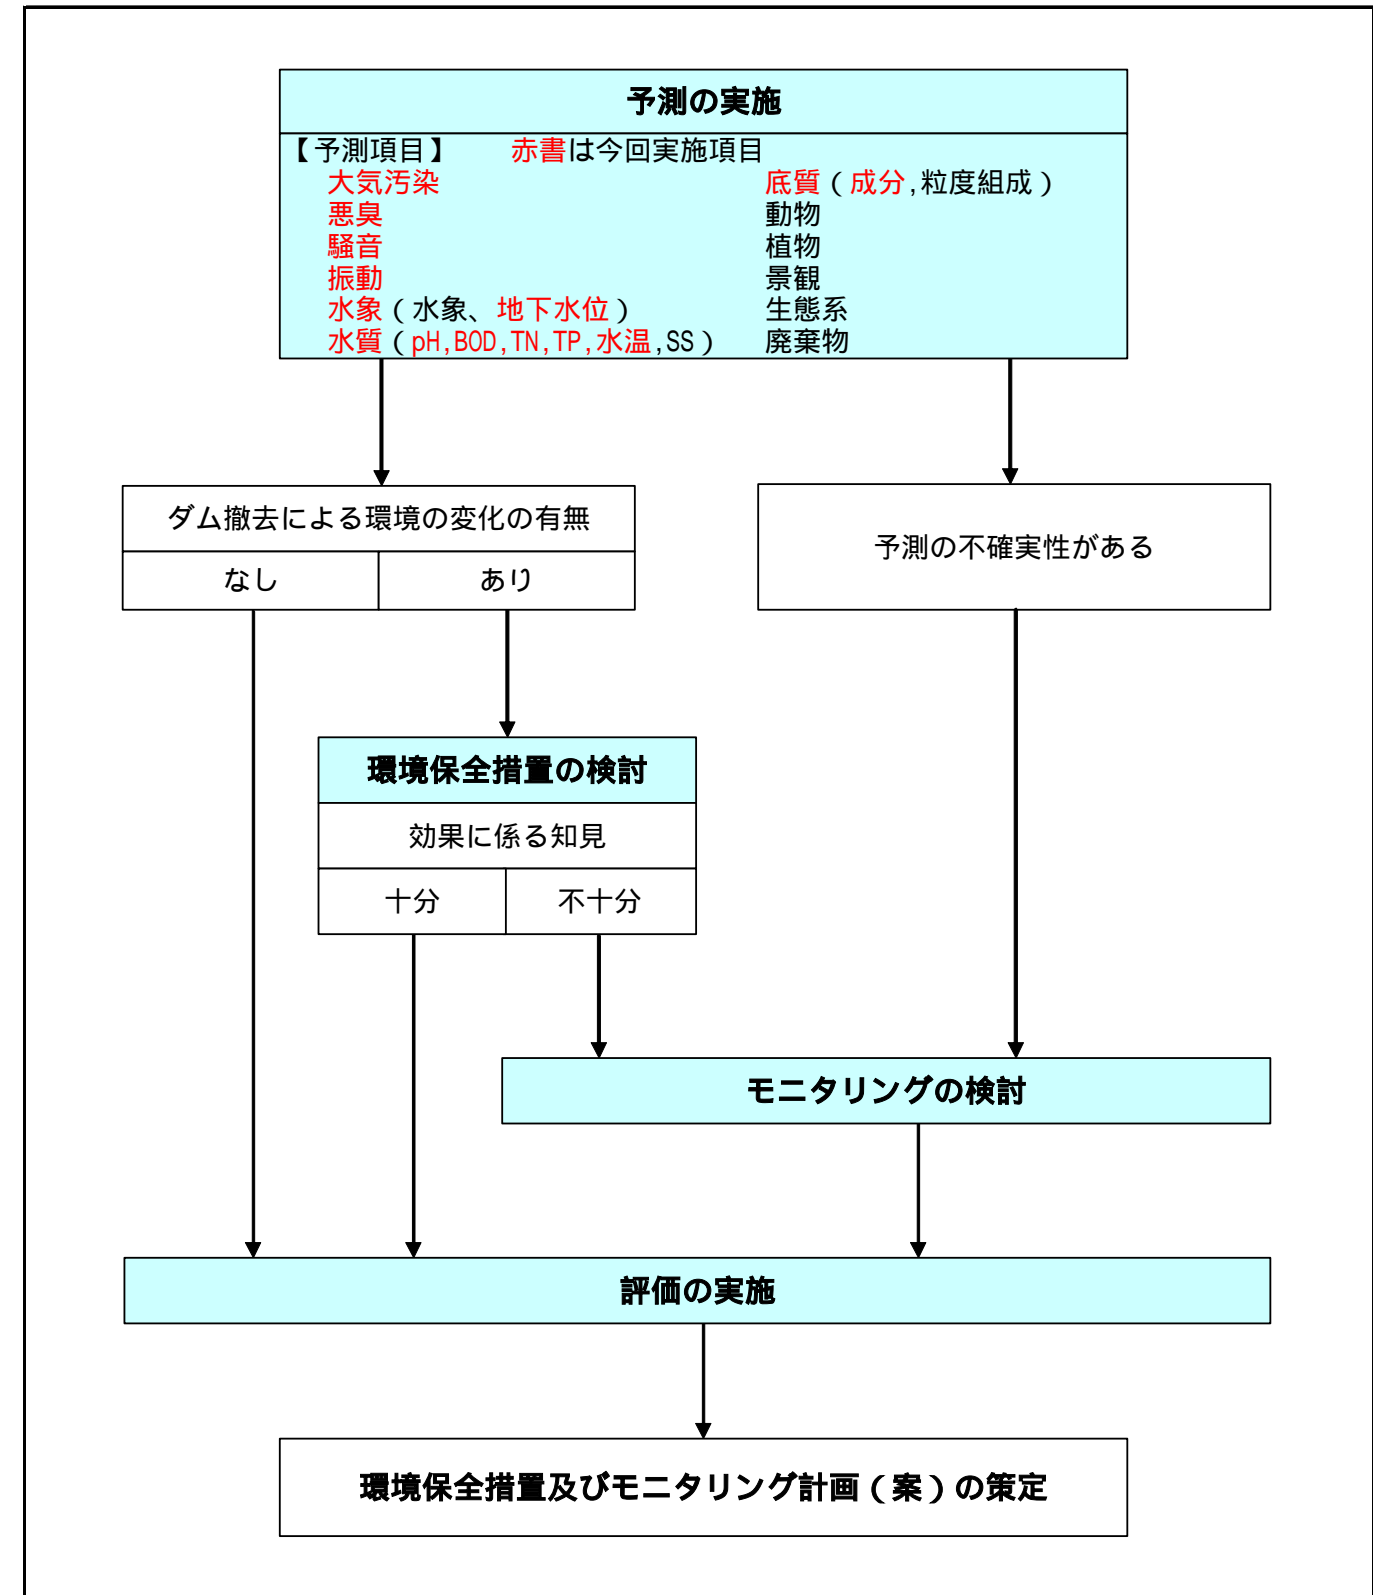 予測の実施
【予測項目】 赤書は今回実施項目
大気汚染 底質(成分,粒度組成)
悪臭 動物
騒音 植物
振動 景観
水象(水象、地下水位) 生態系
水質(pH,BOD,TN,TP,水温,SS) 廃棄物
ダム撤去による環境の変化の有無
予測の不確実性がある
なし あり
環境保全措置の検討
効果に係る知見
十分 不十分
モニタリングの検討
評価の実施
環境保全措置及びモニタリング計画(案)の策定